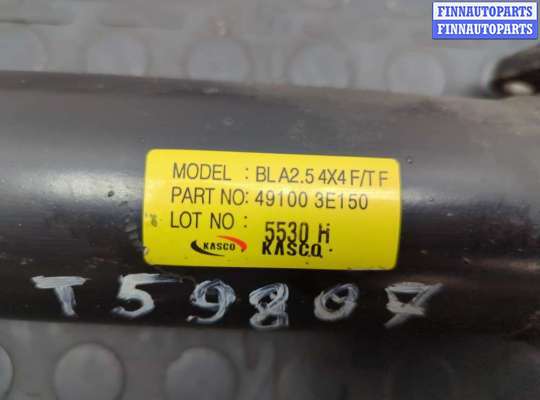 FINNAUTOPARTS
FINNAUTOPARTS
MODEL : BLA2.5 4X4 F/T F
PART NO: 49100 3E150
LOT NO : 5530 H
KASCO KASCO
T59807